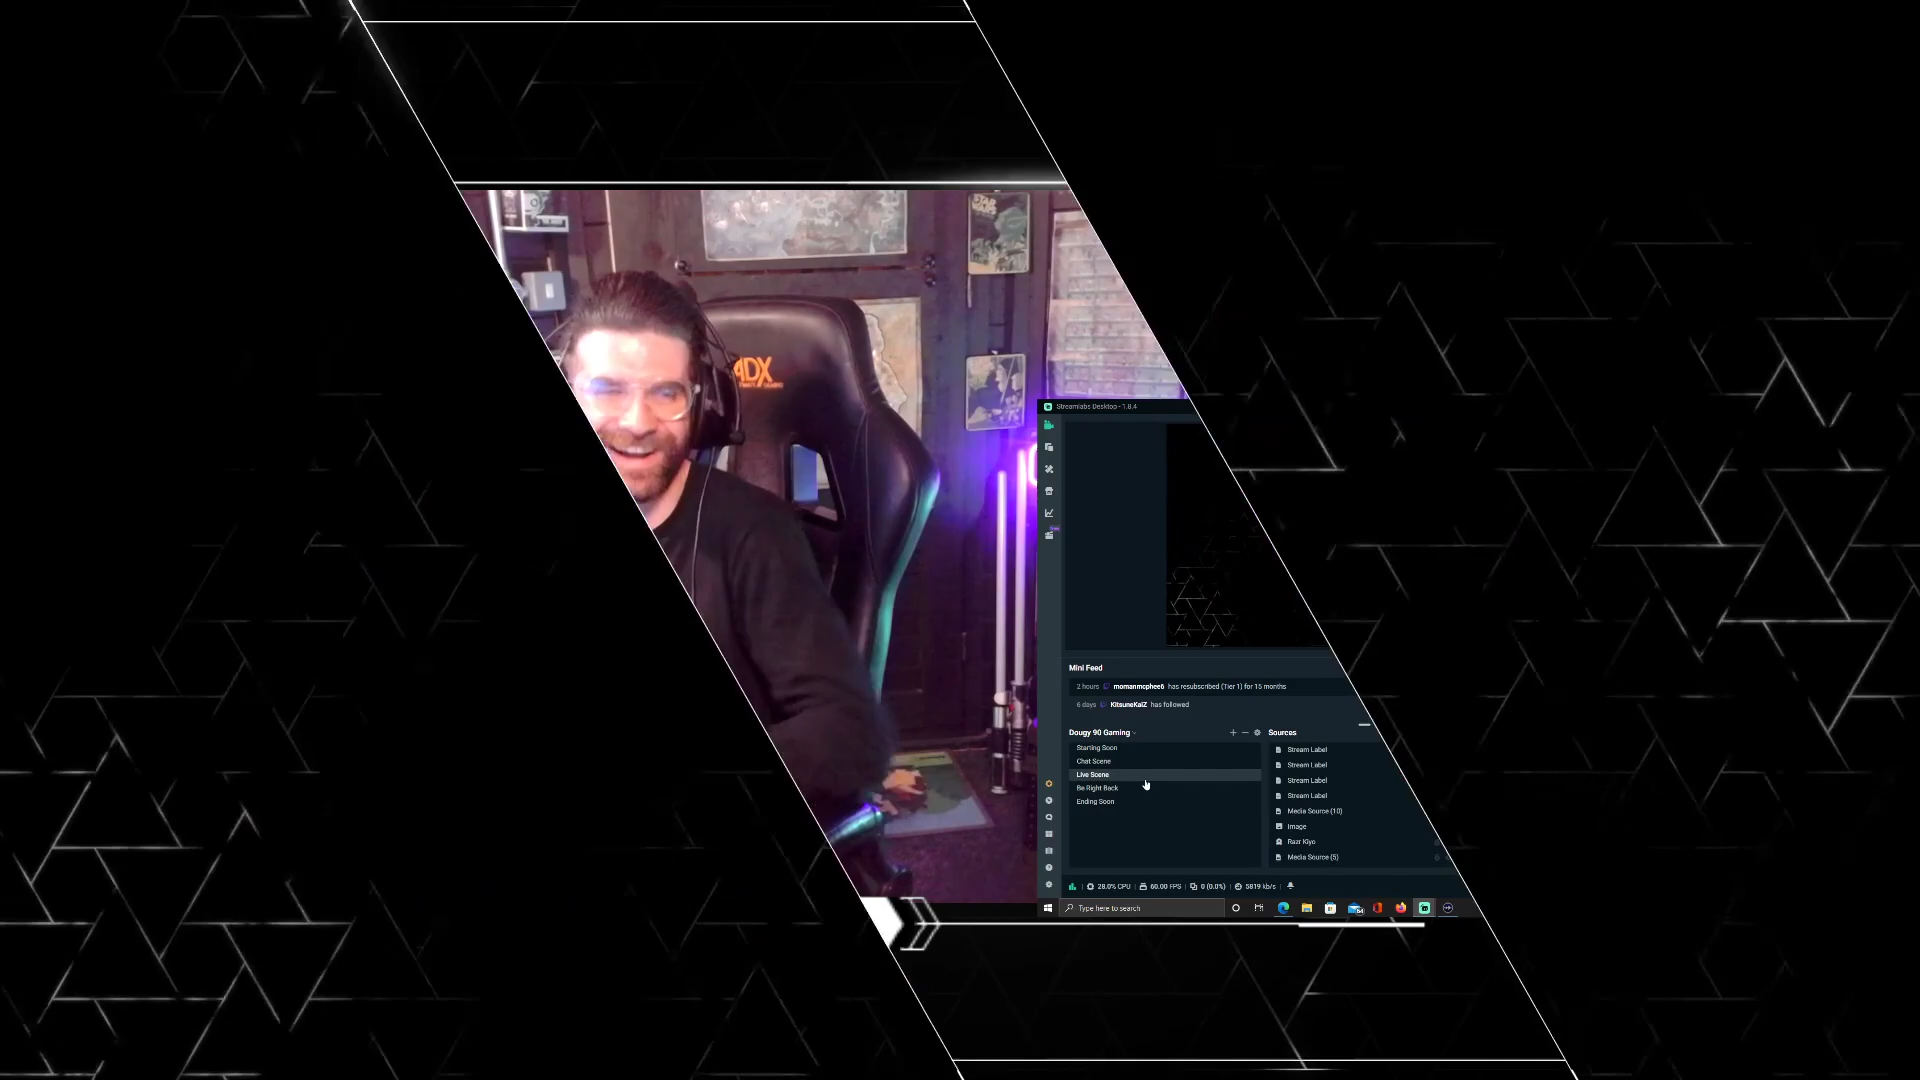 STAR
WARS
ADX
Streamlabs Desktop - 1.8.4
Mini Feed
2 hours momanmcphee6 has resubscribed (Tier 1) for 15 months
6 days KitsuneKaiZ has followed
Dougy 90 Gaming
Starting Soon
Chat Scene
Live Scene
Be Right Back
Ending Soon
Sources
Stream Label
Stream Label
Stream Label
Stream Label
Media Source (10)
Image
Razr Kiyo
Media Source (5)
28.0% CPU
60.00 FPS
0 (0.0%)
5819 kb/s
Type here to search